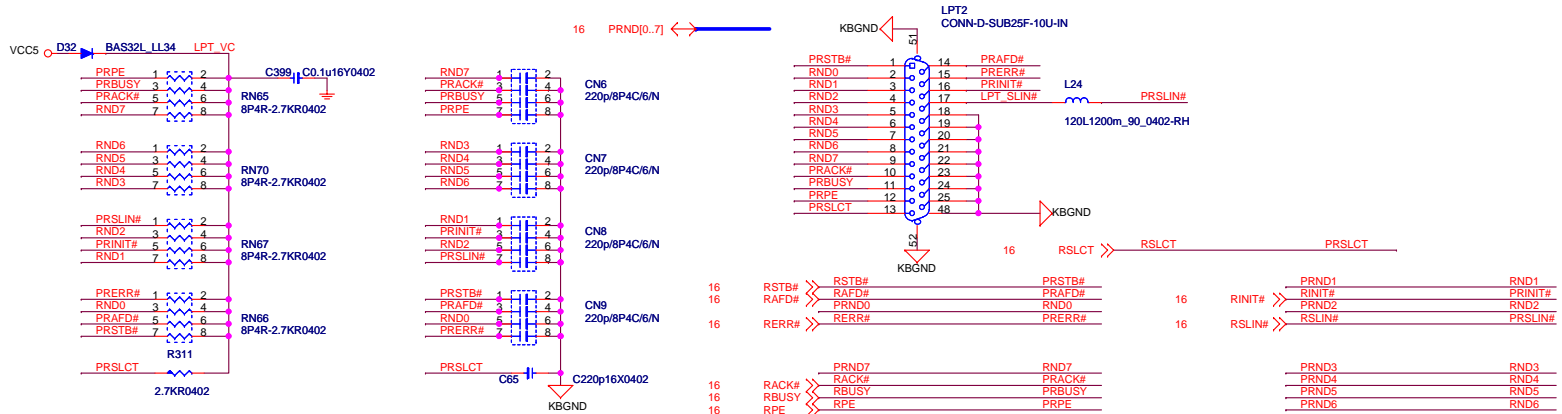 VCC5 D32 BAS32L_LL34 LPT_VC
PRPE 1 2
PRBUSY 3 4
PRACK# 5 6
RND7 7 8
RN65
8P4R-2.7KR0402
C399 C0.1u16Y0402
RND6 1 2
RND5 3 4
RND4 5 6
RND3 7 8
RN70
8P4R-2.7KR0402
PRSLIN# 1 2
RND2 3 4
PRINIT# 5 6
RND1 7 8
RN67
8P4R-2.7KR0402
PRERR# 1 2
RND0 3 4
PRAFD# 5 6
PRSTB# 7 8
RN66
8P4R-2.7KR0402
R311
PRSLCT
2.7KR0402
RND7 1 2
PRACK# 3 4
PRBUSY 5 6
PRPE 7 8
CN6
220p/8P4C/6/N
RND3 1 2
RND4 3 4
RND5 5 6
RND6 7 8
CN7
220p/8P4C/6/N
RND1 1 2
PRINIT# 3 4
RND2 5 6
PRSLIN# 7 8
CN8
220p/8P4C/6/N
PRSTB# 1 2
PRAFD# 3 4
RND0 5 6
PRERR# 7 8
CN9
220p/8P4C/6/N
PRSLCT
C65 C220p16X0402
KBGND
16 PRND[0..7]
LPT2
CONN-D-SUB25F-10U-IN
KBGND
51
PRSTB# 1 14 PRAFD#
RND0 2 15 PRERR#
RND1 3 16 PRINIT#
RND2 4 17 LPT_SLIN# L24 PRSLIN#
RND3 5 18
120L1200m_90_0402-RH
RND4 6 19
RND5 7 20
RND6 8 21
RND7 9 22
PRACK# 10 23
PRBUSY 11 24
PRPE 12 25
PRSLCT 13 48 KBGND
52
KBGND
16 RSLCT RSLCT PRSLCT
16 RSTB# RSTB# PRSTB#
16 RAFD# RAFD# PRAFD#
PRND0 RND0
16 RERR# RERR# PRERR#
PRND1 RND1
16 RINIT# RINIT# PRINIT#
PRND2 RND2
16 RSLIN# RSLIN# PRSLIN#
PRND7 RND7
16 RACK# RACK# PRACK#
16 RBUSY RBUSY PRBUSY
16 RPE RPE PRPE
PRND3 RND3
PRND4 RND4
PRND5 RND5
PRND6 RND6